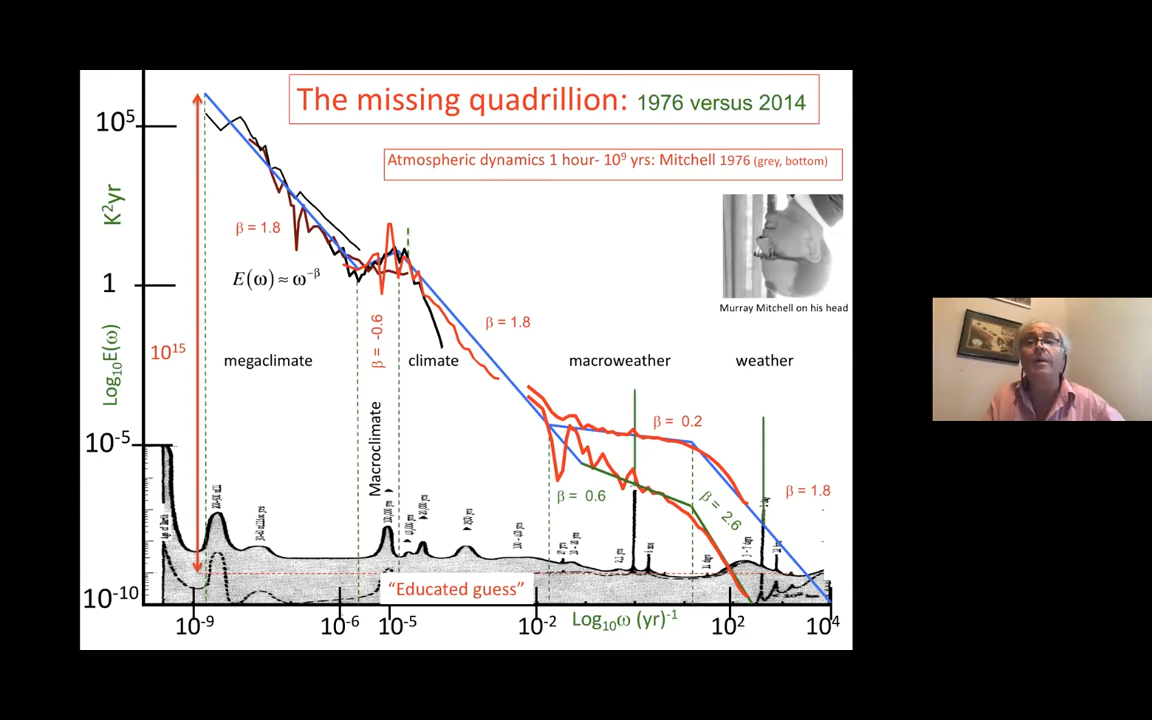 The missing quadrillion: 1976 versus 2014
Atmospheric dynamics 1 hour- 10⁹ yrs: Mitchell 1976 (grey, bottom)
10⁵
K²yr
1
Log₁₀E(ω)
10⁻⁵
10⁻¹⁰
β = 1.8
E(ω) ≈ ω⁻ᵝ
10¹⁵
megaclimate
β = -0.6
Macroclimate
climate
β = 1.8
macroweather
weather
Murray Mitchell on his head
β = 0.2
β = 0.6
β = 2.6
β = 1.8
“Educated guess”
10⁻⁹
10⁻⁶
10⁻⁵
10⁻²
Log₁₀ω (yr)⁻¹
10²
10⁴